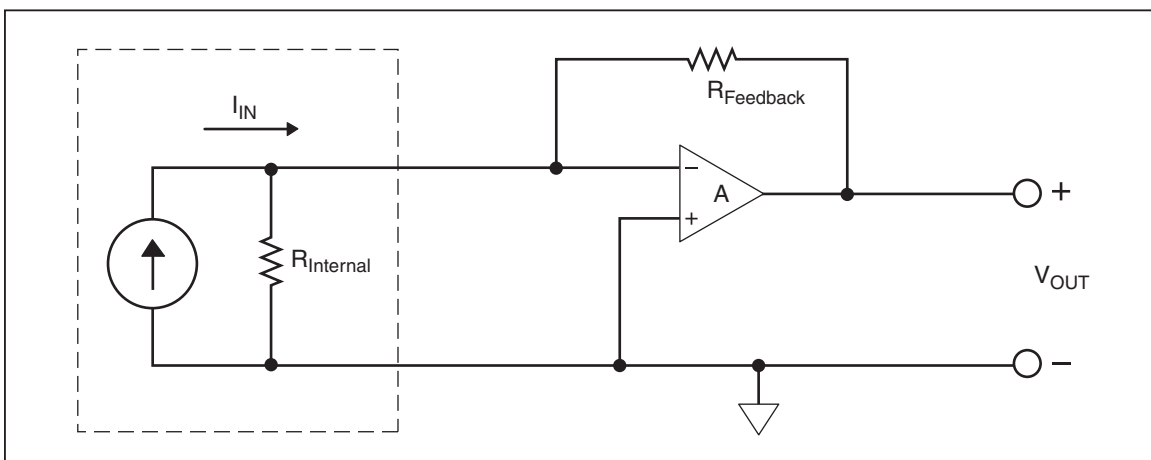 R_Feedback
I_IN
−
A
+
+
R_Internal
V_OUT
−